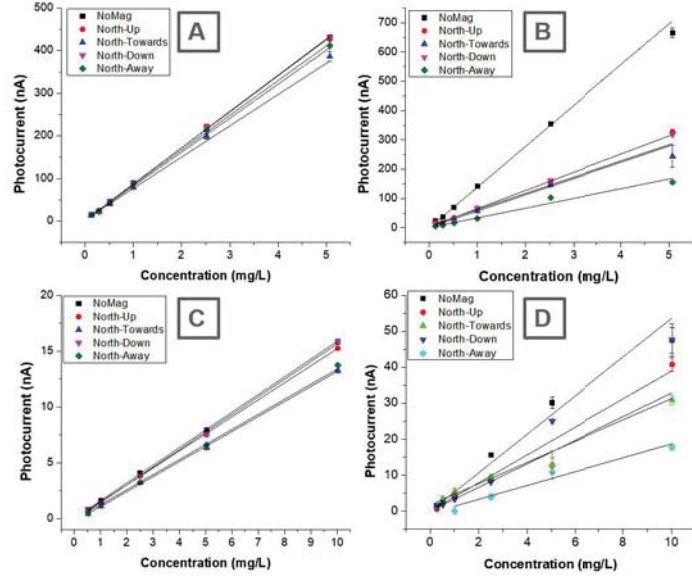 A
NoMag
North-Up
North-Towards
North-Down
North-Away
Photocurrent (nA)
500
400
300
200
100
0
0
1
2
3
4
5
Concentration (mg/L)
B
NoMag
North-Up
North-Towards
North-Down
North-Away
Photocurrent (nA)
700
600
500
400
300
200
100
0
0
1
2
3
4
5
Concentration (mg/L)
C
NoMag
North-Up
North-Towards
North-Down
North-Away
Photocurrent (nA)
20
15
10
5
0
0
1
2
3
4
5
6
7
8
9
10
Concentration (mg/L)
D
NoMag
North-Up
North-Towards
North-Down
North-Away
Photocurrent (nA)
60
50
40
30
20
10
0
0
2
4
6
8
10
Concentration (mg/L)